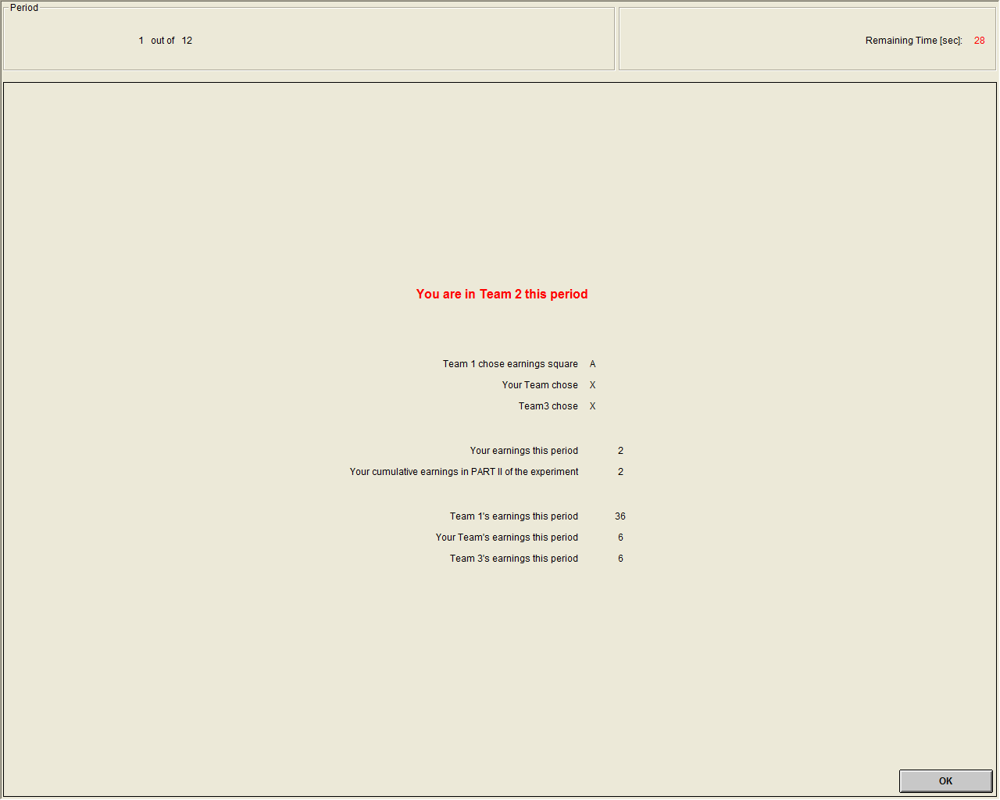 Period
1 out of 12
Remaining Time [sec]: 28
You are in Team 2 this period
Team 1 chose earnings square A
Your Team chose X
Team3 chose X
Your earnings this period 2
Your cumulative earnings in PART II of the experiment 2
Team 1's earnings this period 36
Your Team's earnings this period 6
Team 3's earnings this period 6
OK